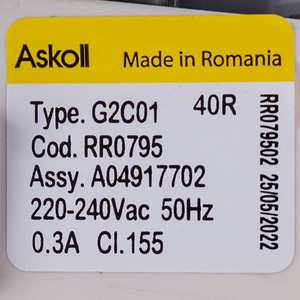 Askoll Made in Romania
Type. G2C01 40R
Cod. RR0795
Assy. A04917702
220-240Vac 50Hz
0.3A Cl.155
RR079502 25/05/2022